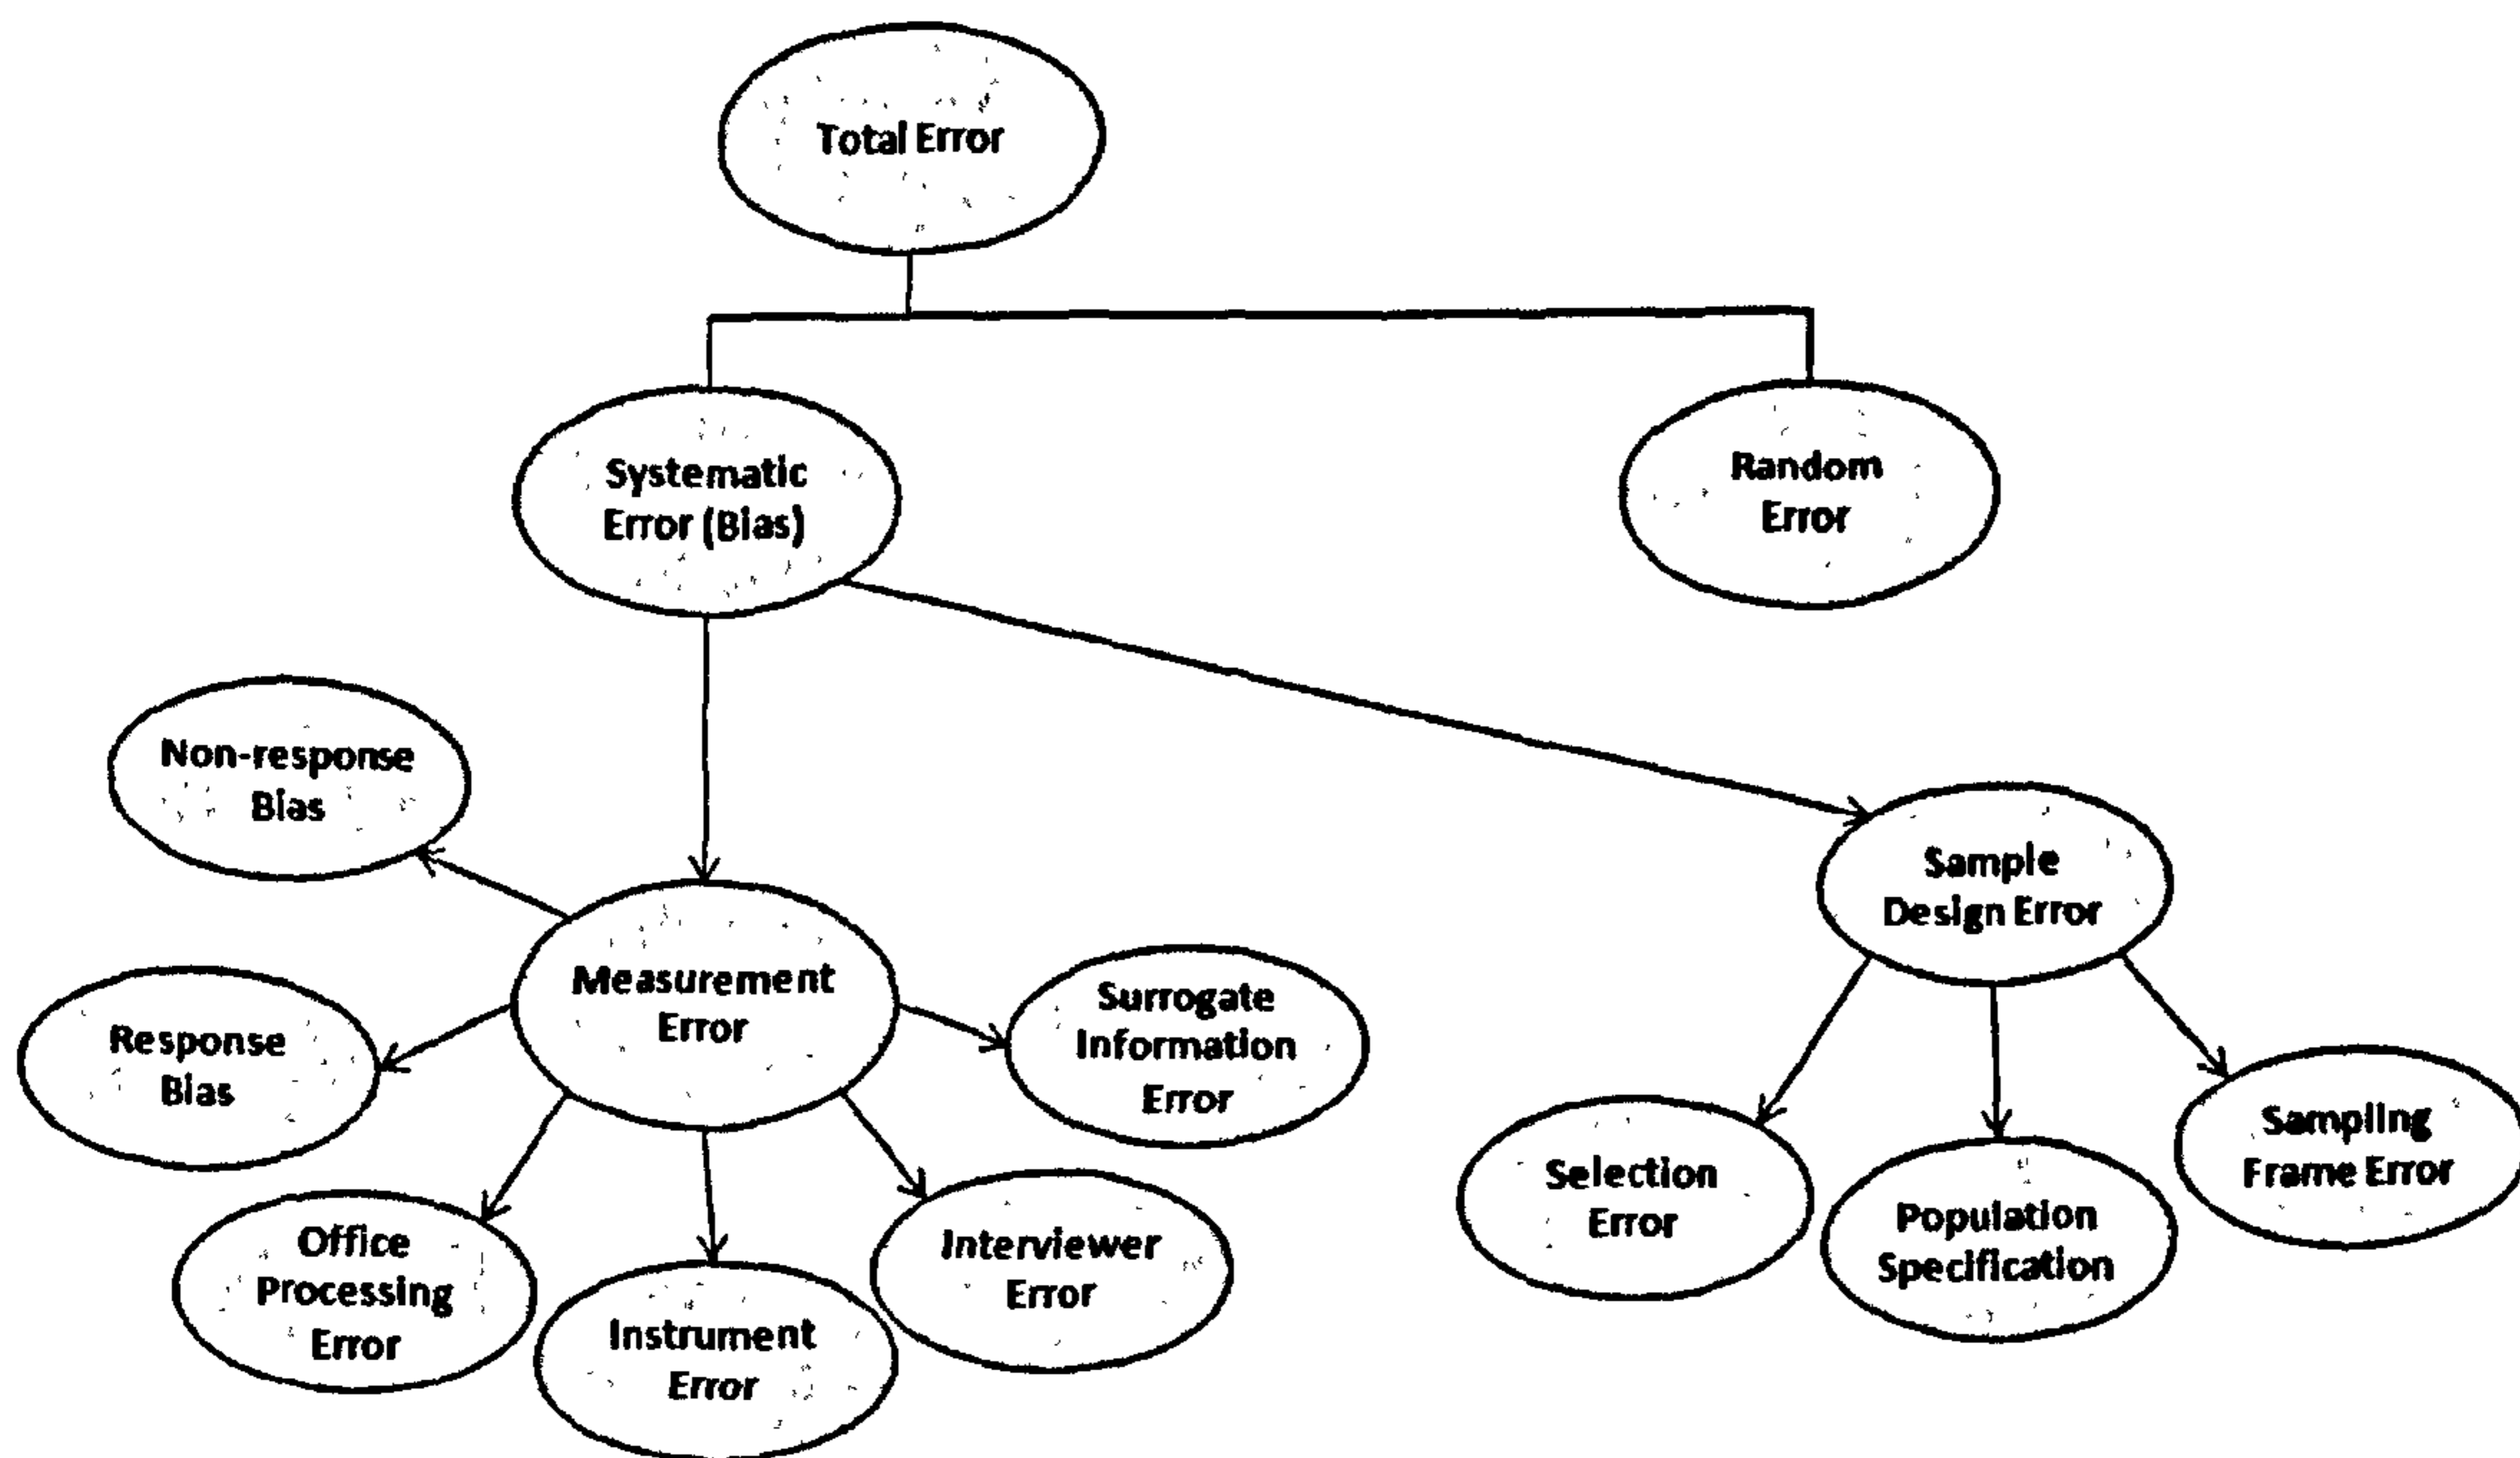 Total Error
Systematic
Error (Bias)
Random
Error
Non-response
Bias
Sample
Design Error
Measurement
Error
Surrogate
Information
Error
Response
Bias
Selection
Error
Population
Specification
Sampling
Frame Error
Office
Processing
Error
Instrument
Error
Interviewer
Error